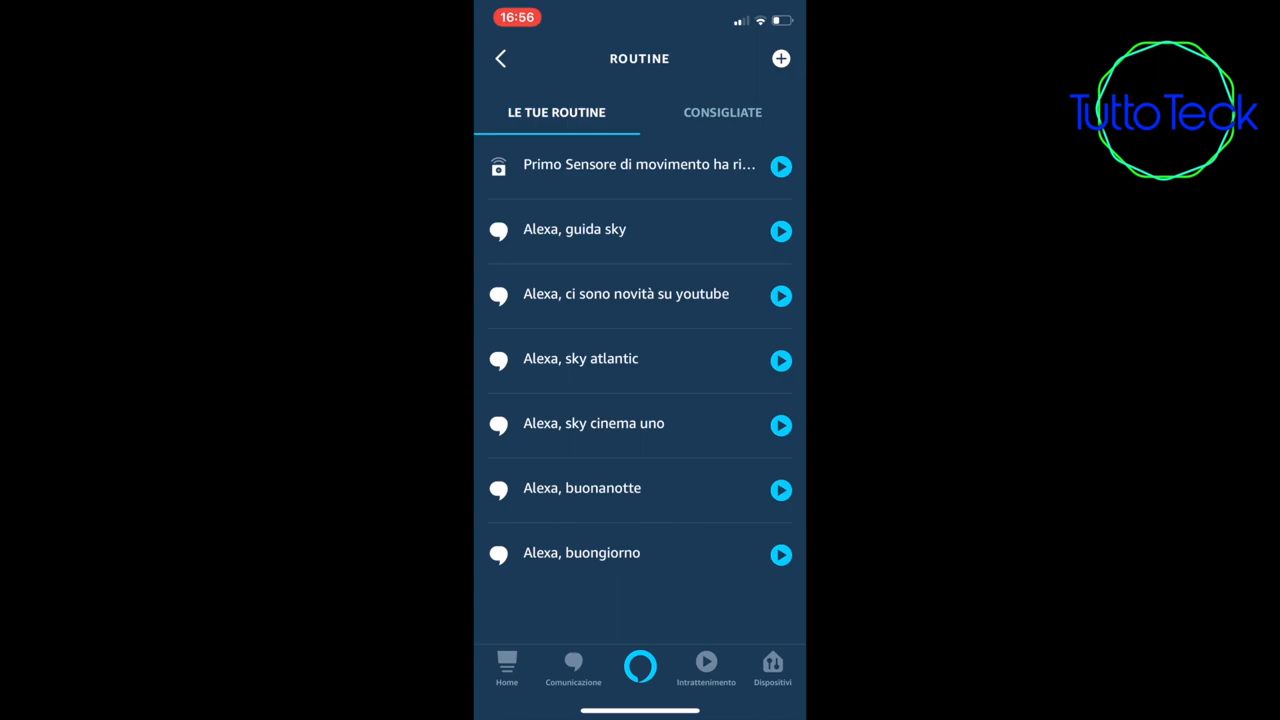 16:56
ROUTINE
LE TUE ROUTINE CONSIGLIATE
Primo Sensore di movimento ha ri...
Alexa, guida sky
Alexa, ci sono novità su youtube
Alexa, sky atlantic
Alexa, sky cinema uno
Alexa, buonanotte
Alexa, buongiorno
Home Comunicazione Intrattenimento Dispositivi
TuttoTeck